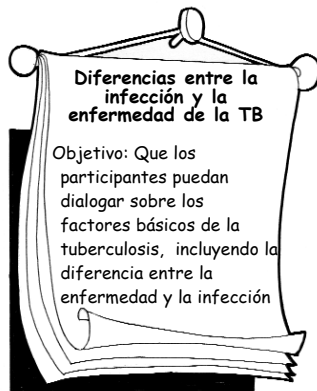 Diferencias entre la
infección y la
enfermedad de la TB
Objetivo: Que los
participantes puedan
dialogar sobre los
factores básicos de la
tuberculosis, incluyendo la
diferencia entre la
enfermedad y la infección